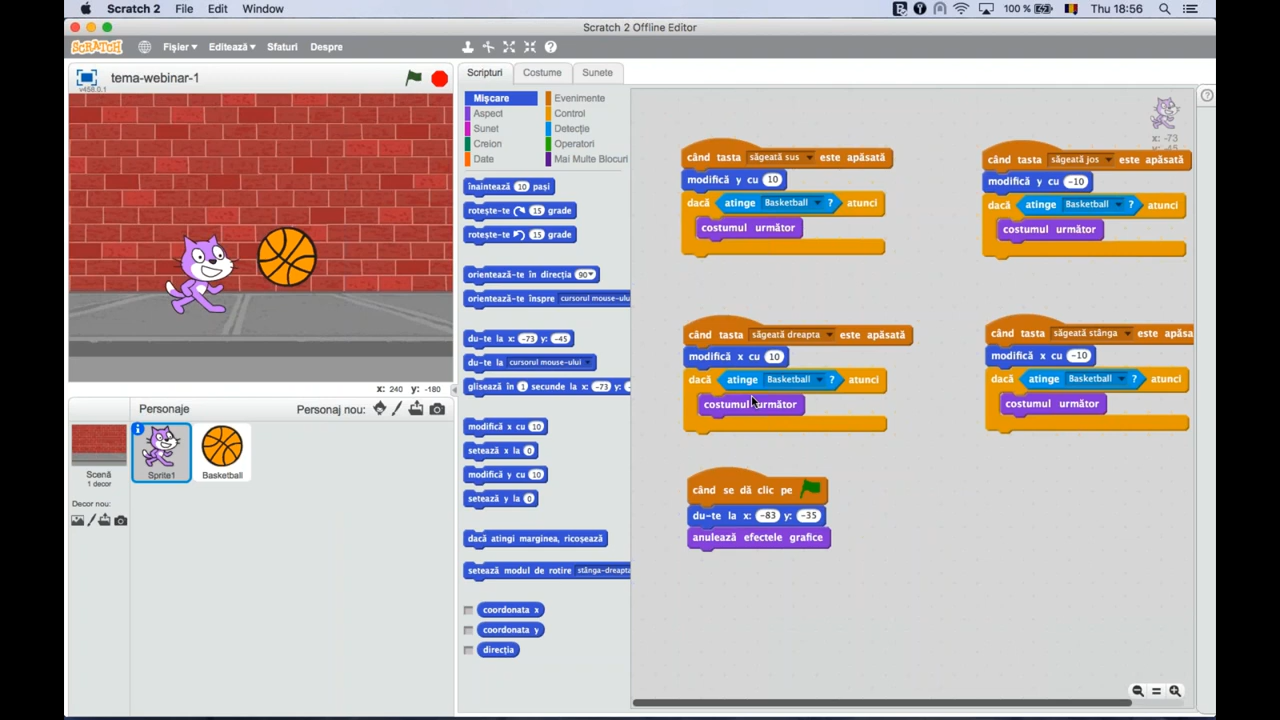 Scratch 2 File Edit Window 100 % Thu 18:56
Scratch 2 Offline Editor
SCRATCH Fișier Editează Sfaturi Despre
tema-webinar-1
v458.0.1
x: 240 y: -180
Personaje Personaj nou:
Scenă
1 decor
Decor nou:
Sprite1
Basketball
Scripturi Costume Sunete
Mișcare Evenimente
Aspect Control
Sunet Detecție
Creion Operatori
Date Mai Multe Blocuri
înaintează 10 pași
rotește-te 15 grade
rotește-te 15 grade
orientează-te în direcția 90
orientează-te înspre cursorul mouse-ulu
du-te la x: -73 y: -45
du-te la cursorul mouse-ului
glisează în 1 secunde la x: -73 y:
modifică x cu 10
setează x la 0
modifică y cu 10
setează y la 0
dacă atingi marginea, ricoșează
setează modul de rotire stânga-dreapta
coordonata x
coordonata y
direcția
x: -73
când tasta săgeată sus este apăsată
modifică y cu 10
dacă atinge Basketball ? atunci
costumul următor
când tasta săgeată jos este apăsată
modifică y cu -10
dacă atinge Basketball ? atunci
costumul următor
când tasta săgeată dreapta este apăsată
modifică x cu 10
dacă atinge Basketball ? atunci
costumul următor
când tasta săgeată stânga este apăsa
modifică x cu -10
dacă atinge Basketball ? atunci
costumul următor
când se dă clic pe
du-te la x: -83 y: -35
anulează efectele grafice